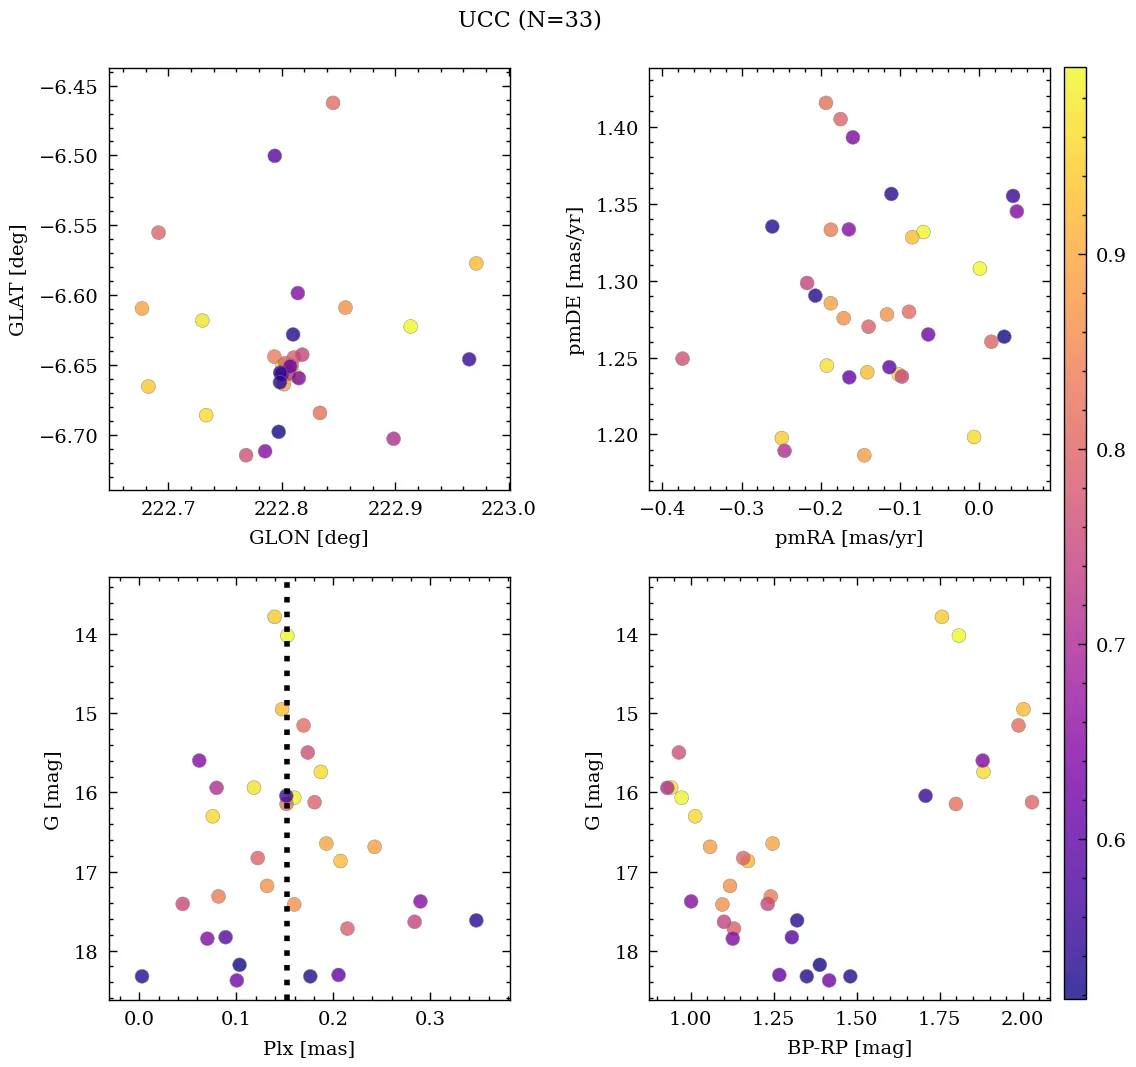 UCC (N=33)
−6.45
−6.50
−6.55
−6.60
−6.65
−6.70
GLAT [deg]
222.7 222.8 222.9 223.0
GLON [deg]
1.40
1.35
1.30
1.25
1.20
pmDE [mas/yr]
−0.4 −0.3 −0.2 −0.1 0.0
pmRA [mas/yr]
0.9
0.8
0.7
0.6
14
15
16
17
18
G [mag]
0.0 0.1 0.2 0.3
Plx [mas]
14
15
16
17
18
G [mag]
1.00 1.25 1.50 1.75 2.00
BP-RP [mag]